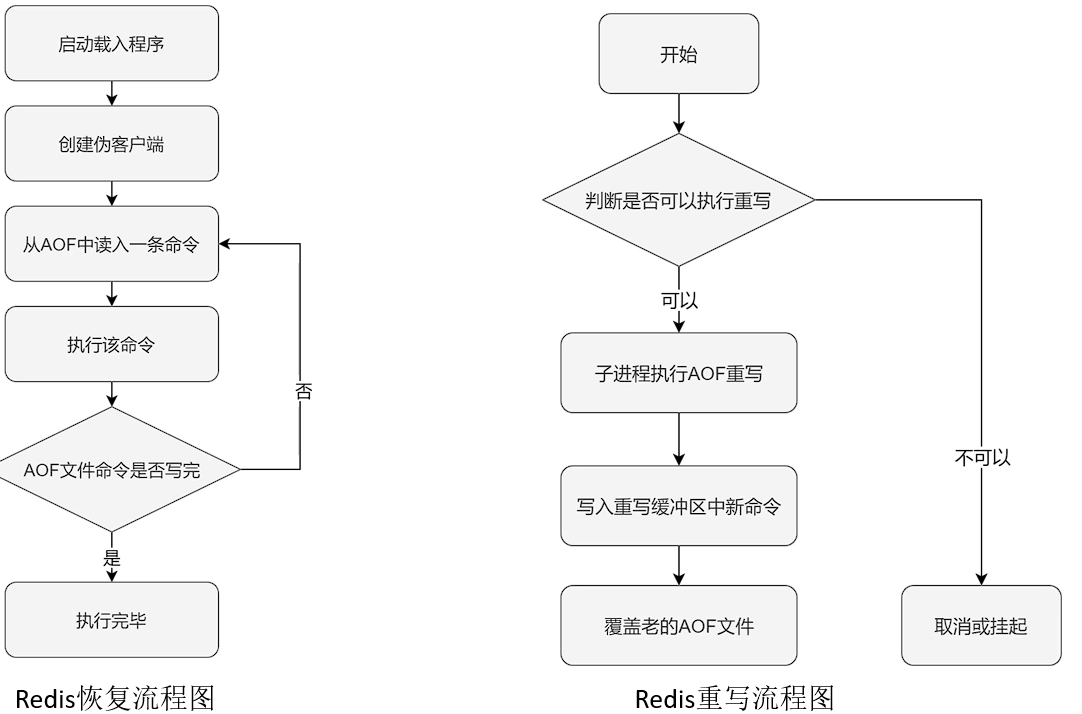 启动载入程序
创建伪客户端
从AOF中读入一条命令
执行该命令
否
AOF文件命令是否写完
是
执行完毕
Redis恢复流程图
开始
判断是否可以执行重写
可以
子进程执行AOF重写
不可以
写入重写缓冲区中新命令
覆盖老的AOF文件
取消或挂起
Redis重写流程图